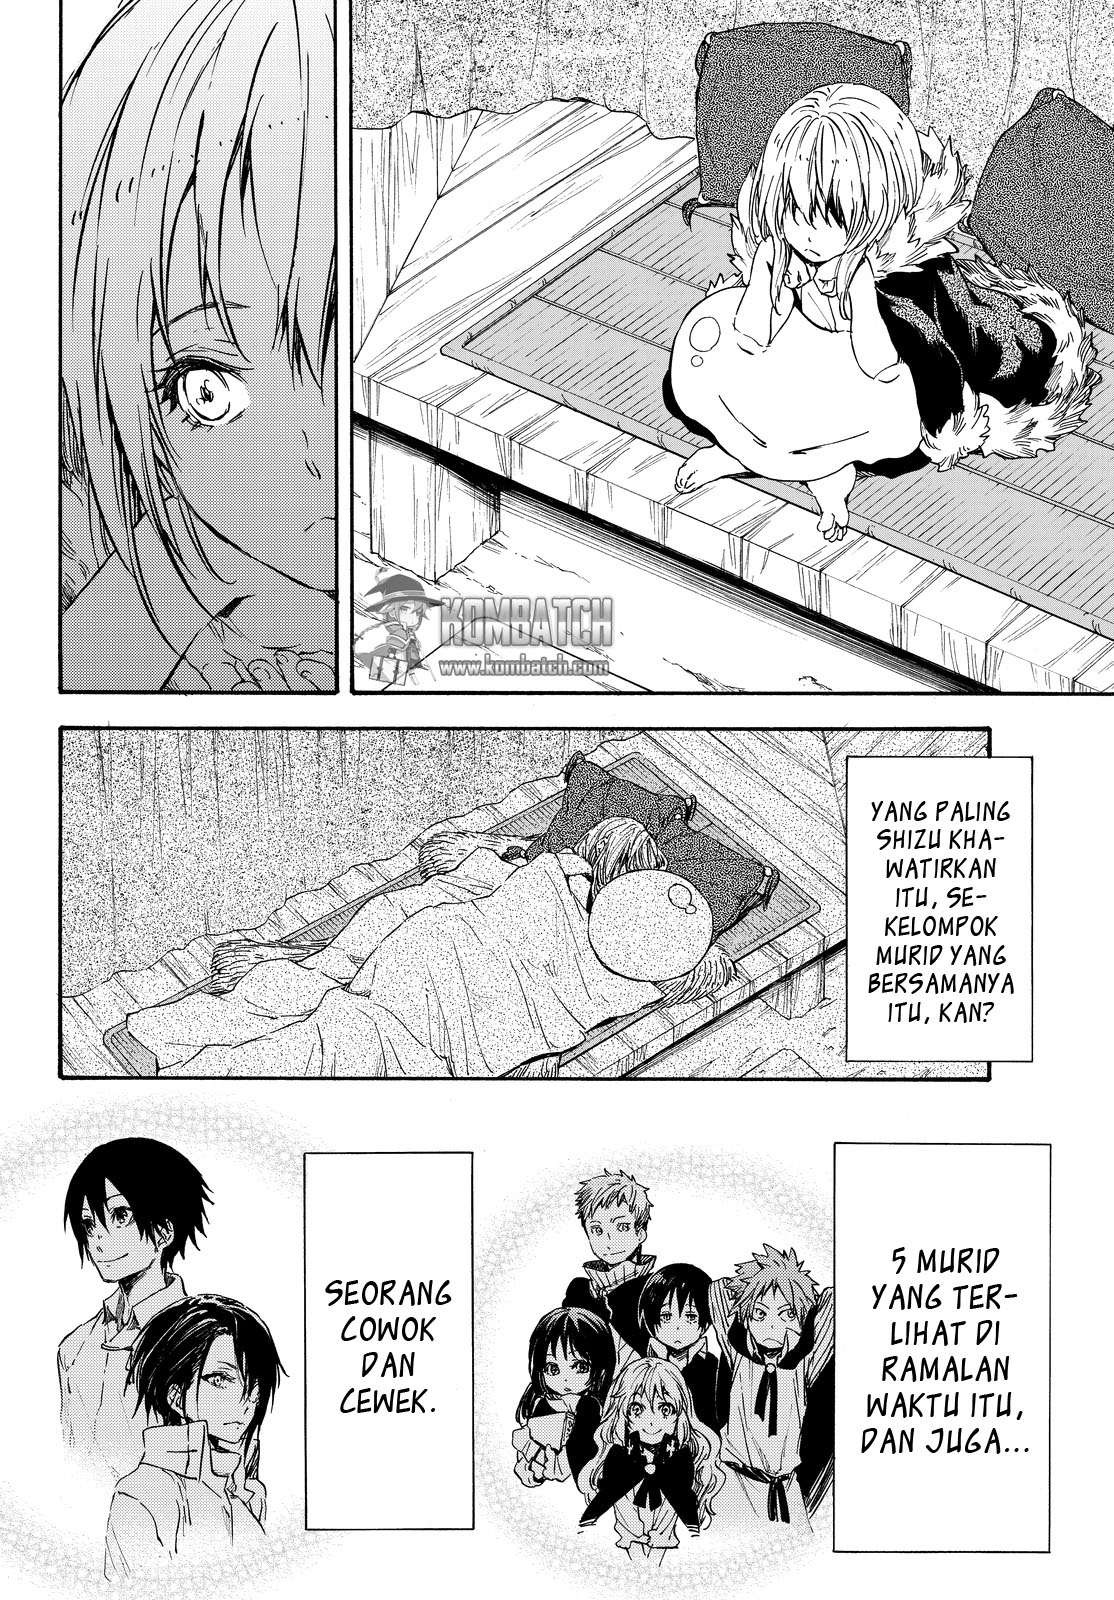 KOMBATCH
www.kombatch.com
YANG PALING
SHIZU KHA-
WATIRKAN
ITU, SE-
KELOMPOK
MURID YANG
BERSAMANYA
ITU, KAN?
5 MURID
YANG TER-
LIHAT DI
RAMALAN
WAKTU ITU,
DAN JUGA...
SEORANG
COWOK
DAN
CEWEK.